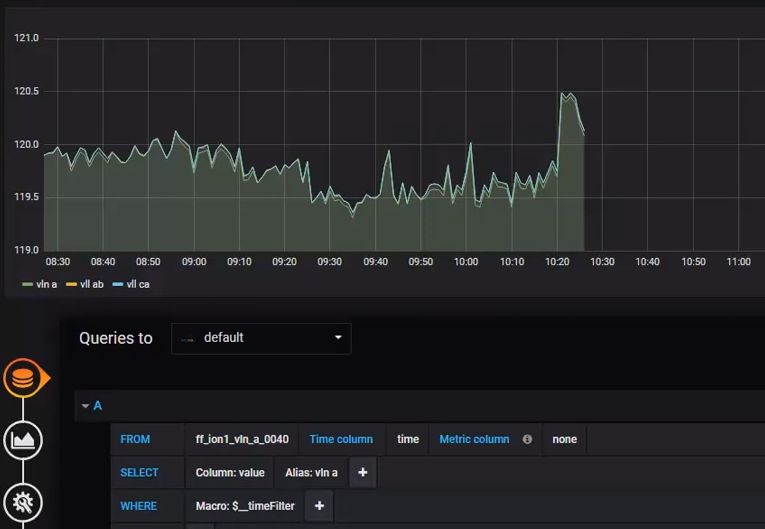 121.0
120.5
120.0
119.5
119.0
08:30 08:40 08:50 09:00 09:10 09:20 09:30 09:40 09:50 10:00 10:10 10:20 10:30 10:40 10:50 11:00
vln a vll ab vll ca
Queries to default
A
FROM ff_ion1_vln_a_0040 Time column time Metric column none
SELECT Column: value Alias: vln a +
WHERE Macro: $__timeFilter +